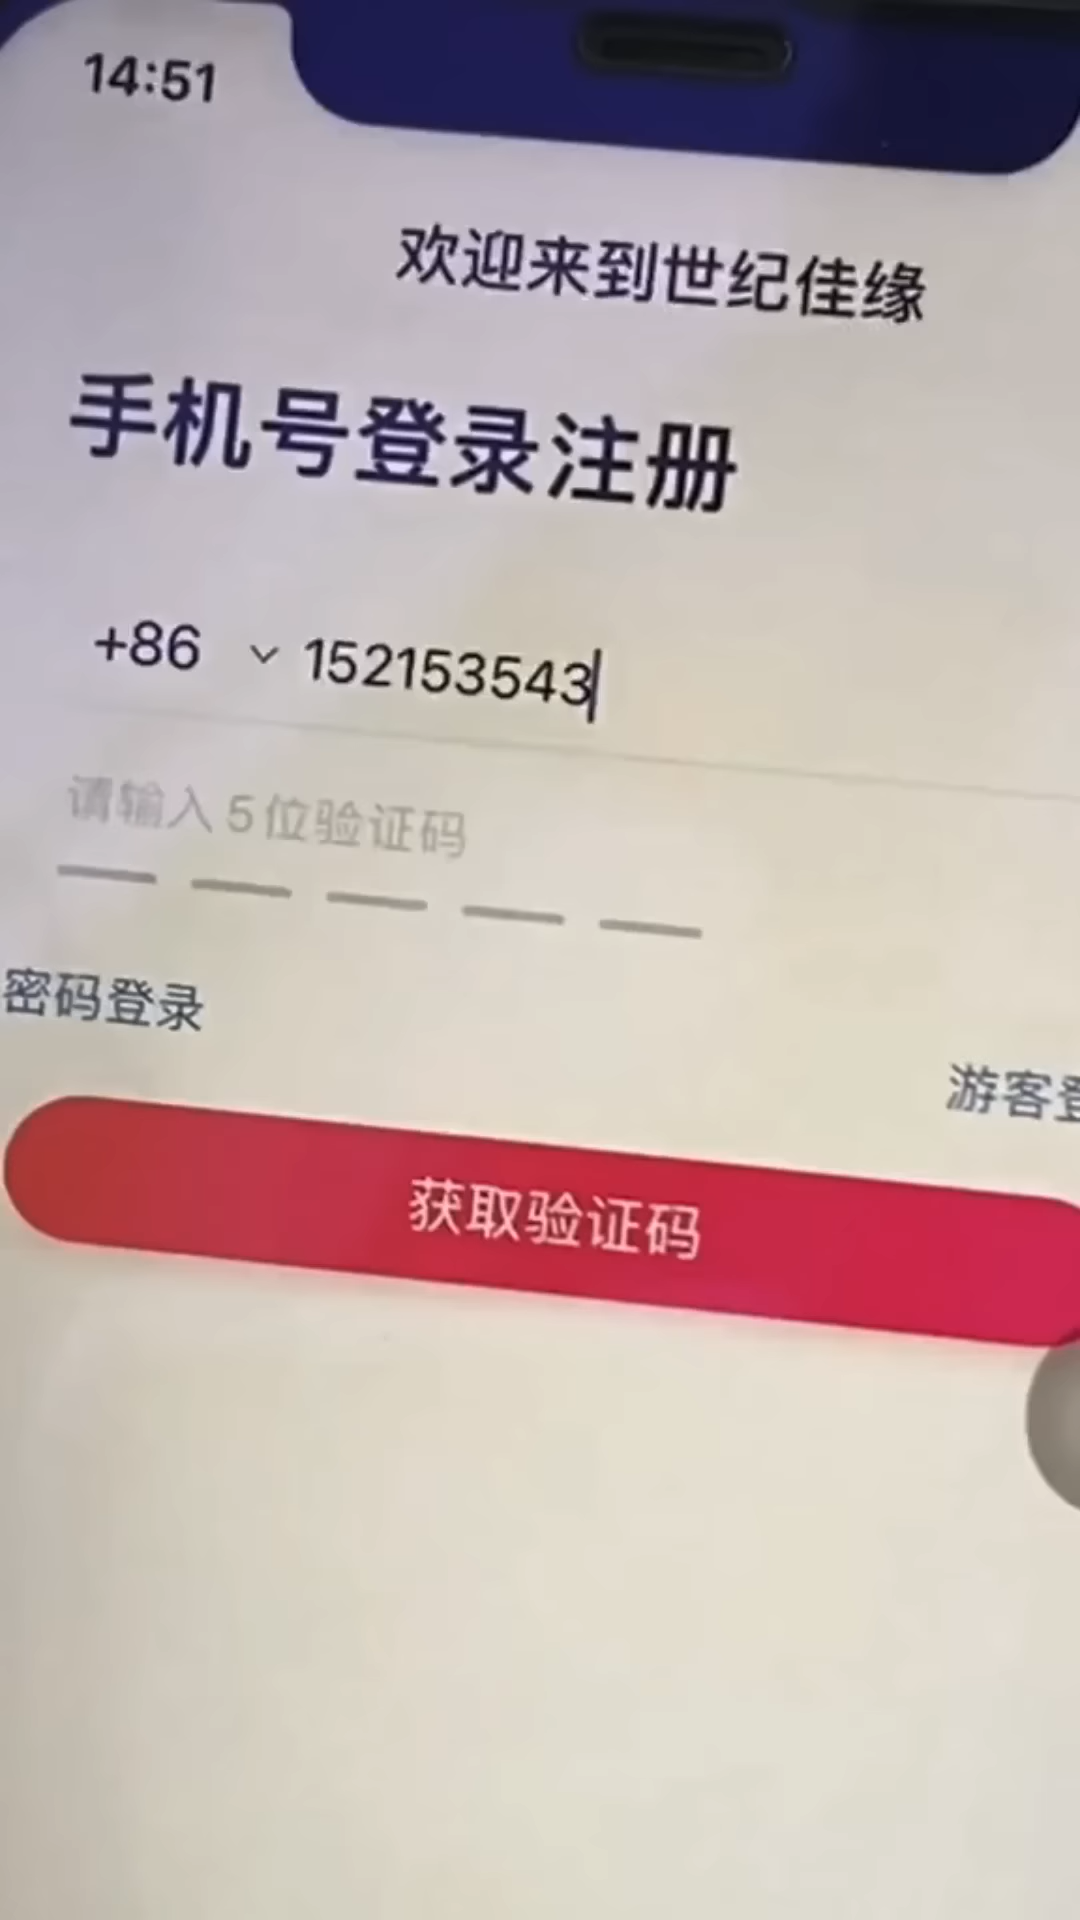 14:51
欢迎来到世纪佳缘
手机号登录注册
+86 152153543
请输入5位验证码
密码登录
游客登
获取验证码